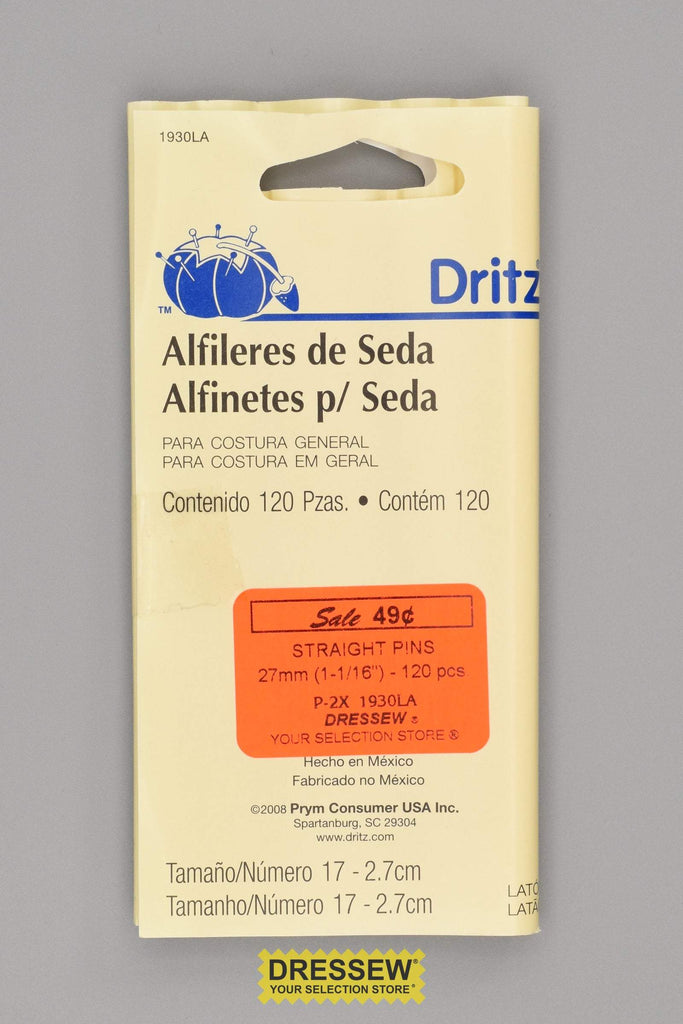 1930LA
Dritz
TM
Alfileres de Seda
Alfinetes p/ Seda
PARA COSTURA GENERAL
PARA COSTURA EM GERAL
Contenido 120 Pzas. • Contém 120
Sale 49¢
STRAIGHT PINS
27mm (1-1/16") - 120 pcs
P-2X 1930LA
DRESSEW ®
YOUR SELECTION STORE ®
Hecho en México
Fabricado no México
©2008 Prym Consumer USA Inc.
Spartanburg, SC 29304
www.dritz.com
Tamaño/Número 17 - 2.7cm
Tamanho/Número 17 - 2.7cm
LATÓ
LATÃ
DRESSEW®
YOUR SELECTION STORE®